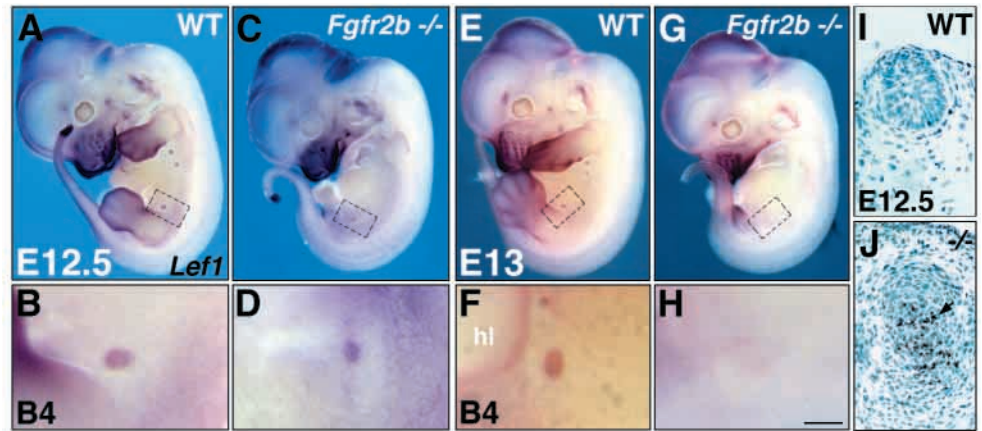 A WT
C Fgfr2b -/-
E WT
G Fgfr2b -/-
I WT
E12.5 Lef1
E13
E12.5
J -/-
B
D
F
hl
H
B4
B4